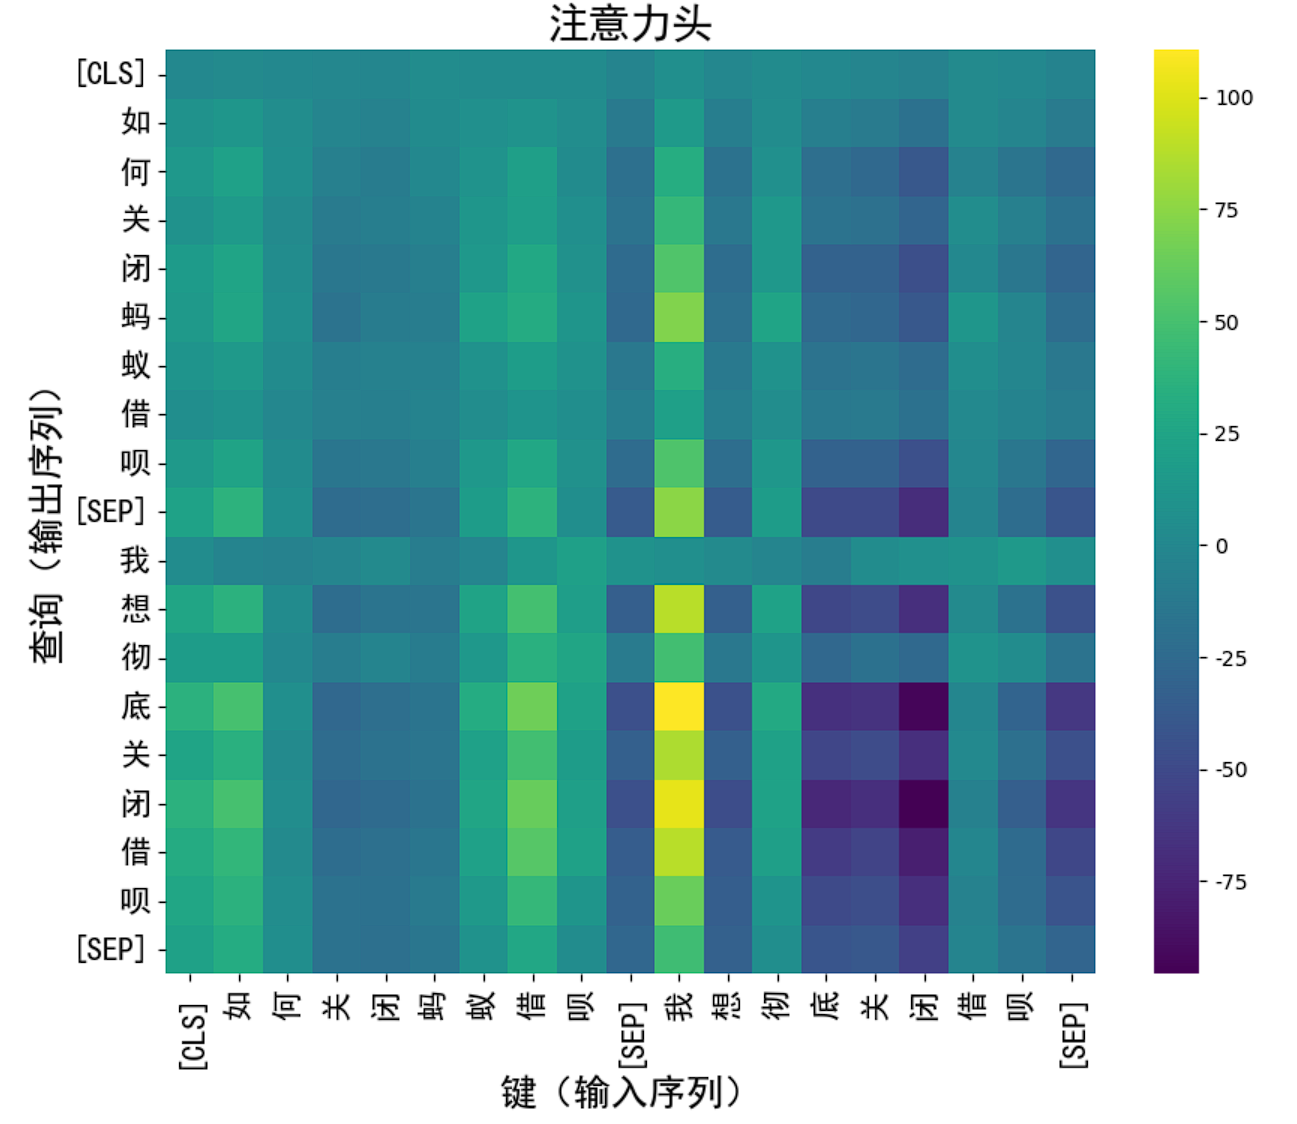 注意力头
查询（输出序列）
[CLS]
如
何
关
闭
蚂
蚁
借
呗
[SEP]
我
想
彻
底
关
闭
借
呗
[SEP]
[CLS] 如 何 关 闭 蚂 蚁 借 呗 [SEP] 我 想 彻 底 关 闭 借 呗 [SEP]
键（输入序列）
100
75
50
25
0
-25
-50
-75